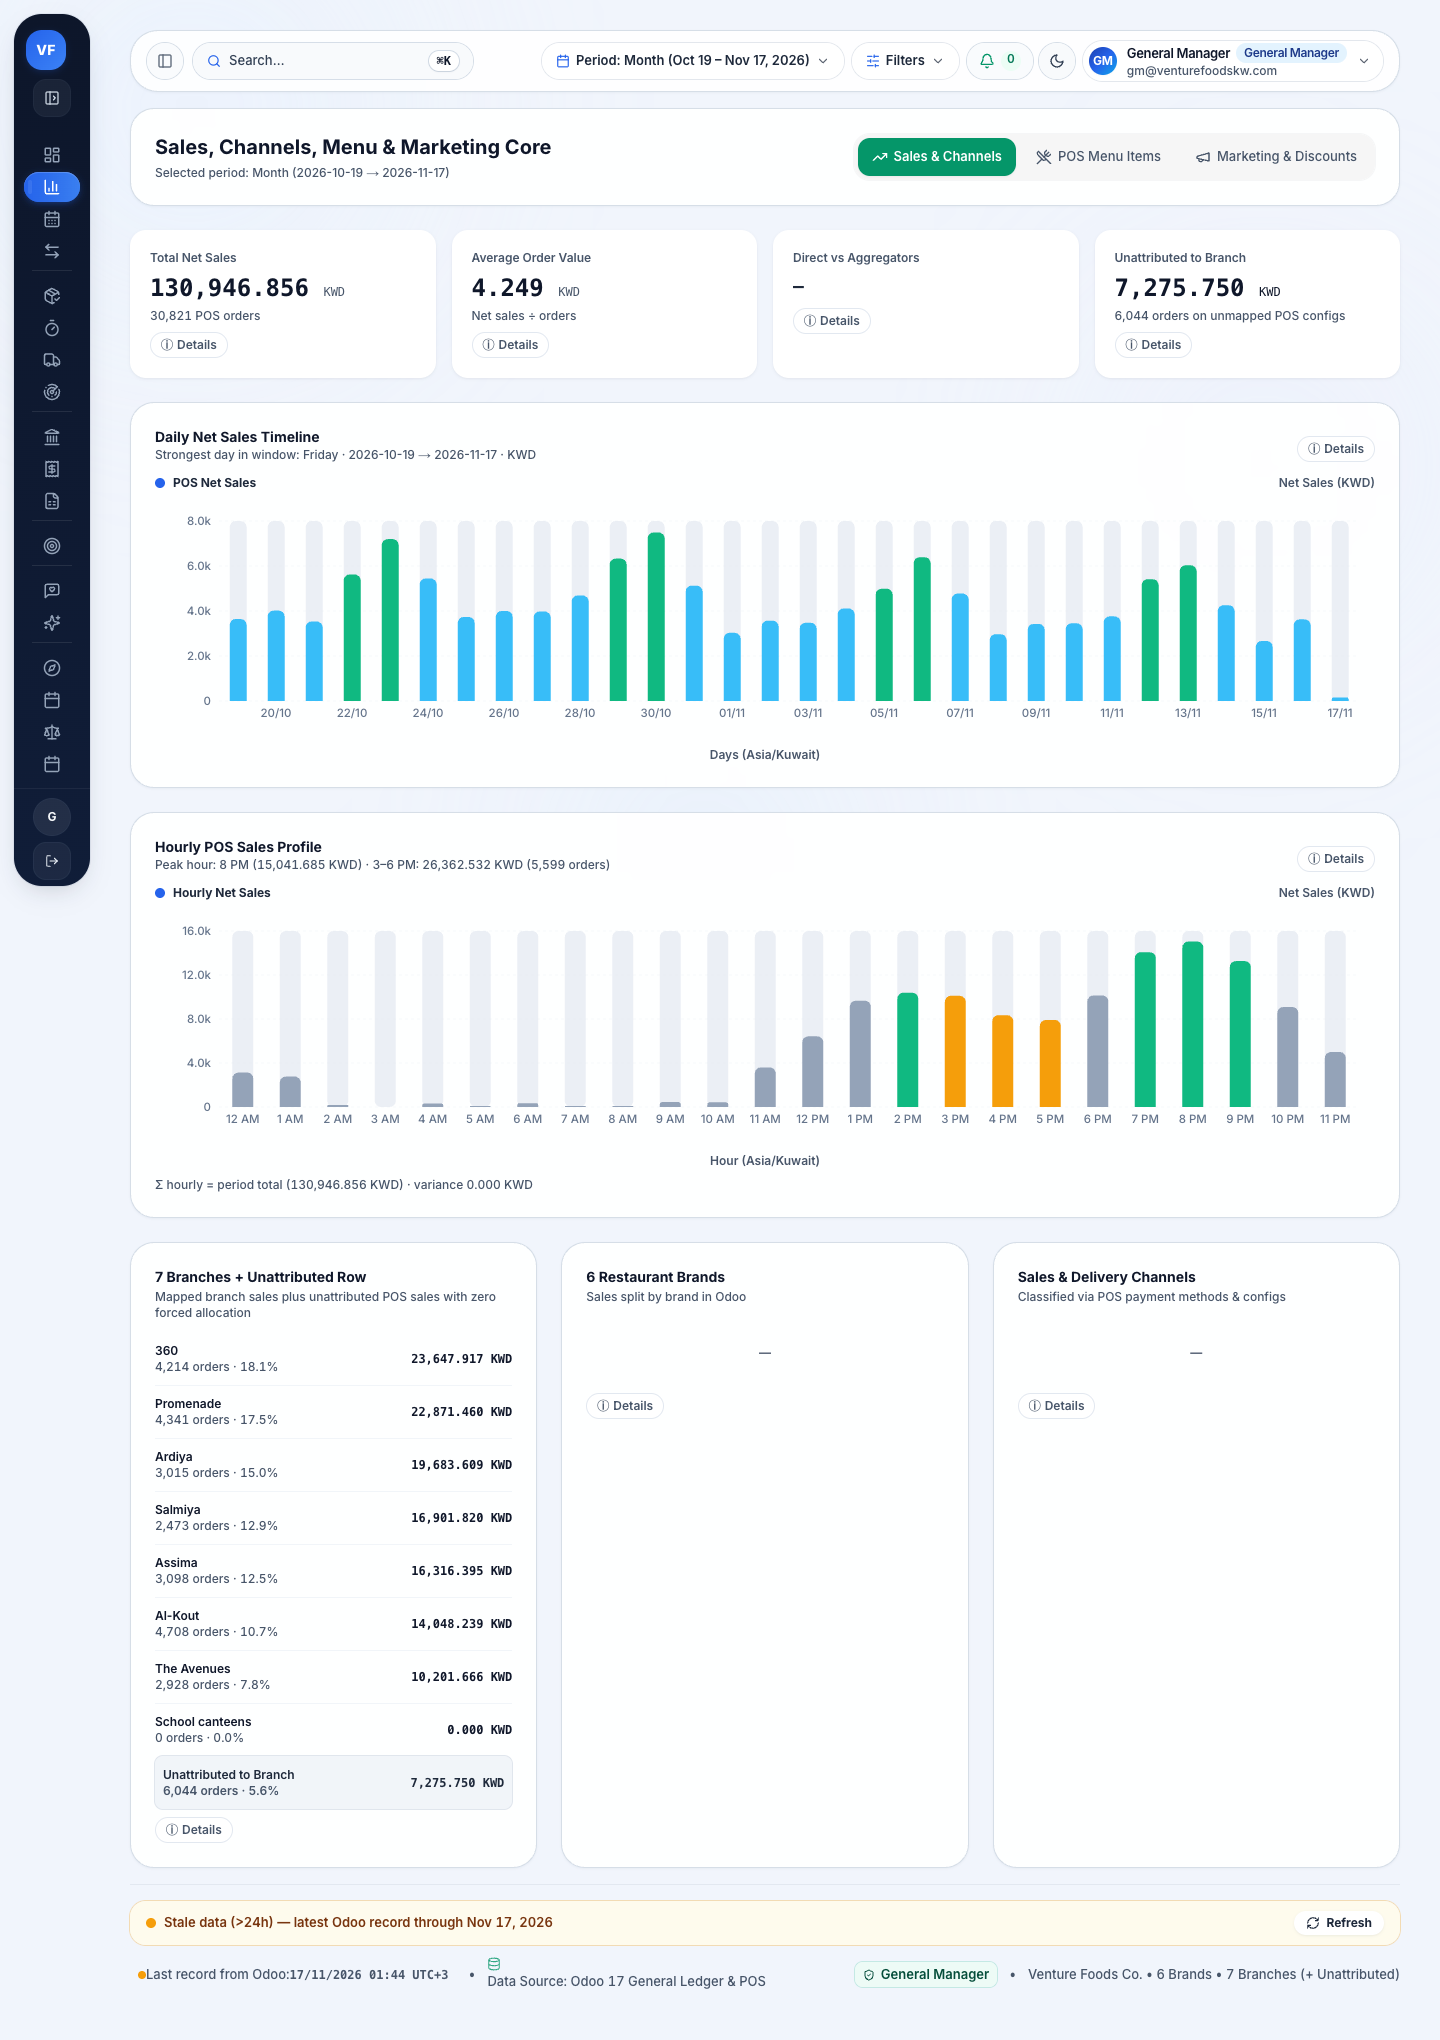 VF
Search...
⌘K
Period: Month (Oct 19 – Nov 17, 2026)
Filters
0
GM
General Manager
General Manager
gm@venturefoodskw.com
Sales, Channels, Menu & Marketing Core
Selected period: Month (2026-10-19 → 2026-11-17)
Sales & Channels
POS Menu Items
Marketing & Discounts
Total Net Sales
130,946.856 KWD
30,821 POS orders
ⓘ Details
Average Order Value
4.249 KWD
Net sales ÷ orders
ⓘ Details
Direct vs Aggregators
—
ⓘ Details
Unattributed to Branch
7,275.750 KWD
6,044 orders on unmapped POS configs
ⓘ Details
Daily Net Sales Timeline
Strongest day in window: Friday · 2026-10-19 → 2026-11-17 · KWD
ⓘ Details
POS Net Sales
Net Sales (KWD)
8.0k
6.0k
4.0k
2.0k
0
20/10 22/10 24/10 26/10 28/10 30/10 01/11 03/11 05/11 07/11 09/11 11/11 13/11 15/11 17/11
Days (Asia/Kuwait)
G
Hourly POS Sales Profile
Peak hour: 8 PM (15,041.685 KWD) · 3–6 PM: 26,362.532 KWD (5,599 orders)
ⓘ Details
Hourly Net Sales
Net Sales (KWD)
16.0k
12.0k
8.0k
4.0k
0
12 AM 1 AM 2 AM 3 AM 4 AM 5 AM 6 AM 7 AM 8 AM 9 AM 10 AM 11 AM 12 PM 1 PM 2 PM 3 PM 4 PM 5 PM 6 PM 7 PM 8 PM 9 PM 10 PM 11 PM
Hour (Asia/Kuwait)
Σ hourly = period total (130,946.856 KWD) · variance 0.000 KWD
7 Branches + Unattributed Row
Mapped branch sales plus unattributed POS sales with zero
forced allocation
360
4,214 orders · 18.1%
23,647.917 KWD
Promenade
4,341 orders · 17.5%
22,871.460 KWD
Ardiya
3,015 orders · 15.0%
19,683.609 KWD
Salmiya
2,473 orders · 12.9%
16,901.820 KWD
Assima
3,098 orders · 12.5%
16,316.395 KWD
Al-Kout
4,708 orders · 10.7%
14,048.239 KWD
The Avenues
2,928 orders · 7.8%
10,201.666 KWD
School canteens
0 orders · 0.0%
0.000 KWD
Unattributed to Branch
6,044 orders · 5.6%
7,275.750 KWD
ⓘ Details
6 Restaurant Brands
Sales split by brand in Odoo
—
ⓘ Details
Sales & Delivery Channels
Classified via POS payment methods & configs
—
ⓘ Details
Stale data (>24h) — latest Odoo record through Nov 17, 2026
Refresh
Last record from Odoo:17/11/2026 01:44 UTC+3
•
Data Source: Odoo 17 General Ledger & POS
General Manager
• Venture Foods Co. • 6 Brands • 7 Branches (+ Unattributed)